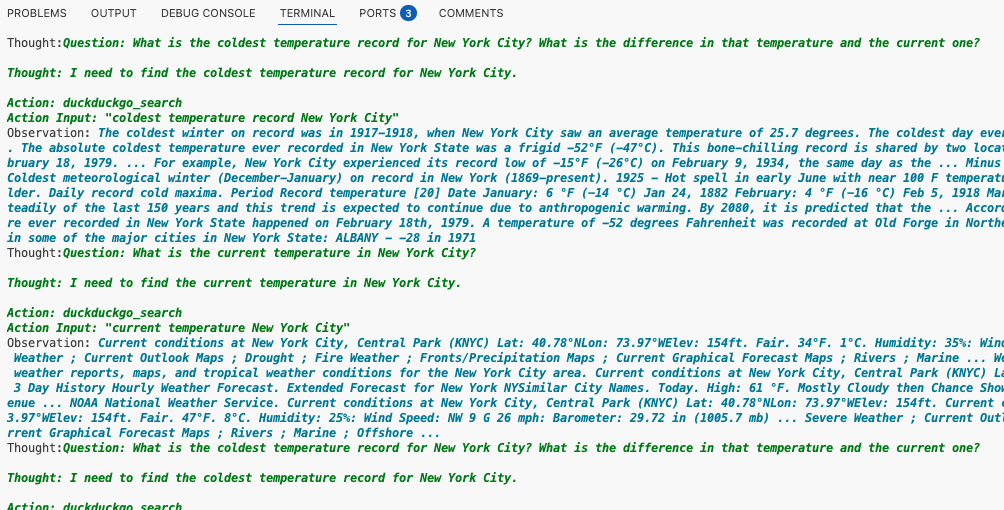 PROBLEMS OUTPUT DEBUG CONSOLE TERMINAL PORTS 3 COMMENTS
Thought:Question: What is the coldest temperature record for New York City? What is the difference in that temperature and the current one?
Thought: I need to find the coldest temperature record for New York City.
Action: duckduckgo_search
Action Input: "coldest temperature record New York City"
Observation: The coldest winter on record was in 1917-1918, when New York City saw an average temperature of 25.7 degrees. The coldest day ever
. The absolute coldest temperature ever recorded in New York State was a frigid -52°F (-47°C). This bone-chilling record is shared by two locat
bruary 18, 1979. ... For example, New York City experienced its record low of -15°F (-26°C) on February 9, 1934, the same day as the ... Minus
Coldest meteorological winter (December-January) on record in New York (1869-present). 1925 - Hot spell in early June with near 100 F temperatu
lder. Daily record cold maxima. Period Record temperature [20] Date January: 6 °F (-14 °C) Jan 24, 1882 February: 4 °F (-16 °C) Feb 5, 1918 Mar
teadily of the last 150 years and this trend is expected to continue due to anthropogenic warming. By 2080, it is predicted that the ... Accord
re ever recorded in New York State happened on February 18th, 1979. A temperature of -52 degrees Fahrenheit was recorded at Old Forge in Northe
in some of the major cities in New York State: ALBANY - -28 in 1971
Thought:Question: What is the current temperature in New York City?
Thought: I need to find the current temperature in New York City.
Action: duckduckgo_search
Action Input: "current temperature New York City"
Observation: Current conditions at New York City, Central Park (KNYC) Lat: 40.78°NLon: 73.97°WElev: 154ft. Fair. 34°F. 1°C. Humidity: 35%: Wind
Weather ; Current Outlook Maps ; Drought ; Fire Weather ; Fronts/Precipitation Maps ; Current Graphical Forecast Maps ; Rivers ; Marine ... We
weather reports, maps, and tropical weather conditions for the New York City area. Current conditions at New York City, Central Park (KNYC) La
3 Day History Hourly Weather Forecast. Extended Forecast for New York NYSimilar City Names. Today. High: 61 °F. Mostly Cloudy then Chance Show
enue ... NOAA National Weather Service. Current conditions at New York City, Central Park (KNYC) Lat: 40.78°NLon: 73.97°WElev: 154ft. Current c
3.97°WElev: 154ft. Fair. 47°F. 8°C. Humidity: 25%: Wind Speed: NW 9 G 26 mph: Barometer: 29.72 in (1005.7 mb) ... Severe Weather ; Current Outl
rrent Graphical Forecast Maps ; Rivers ; Marine ; Offshore ...
Thought:Question: What is the coldest temperature record for New York City? What is the difference in that temperature and the current one?
Thought: I need to find the coldest temperature record for New York City.
Action: duckduckgo_search